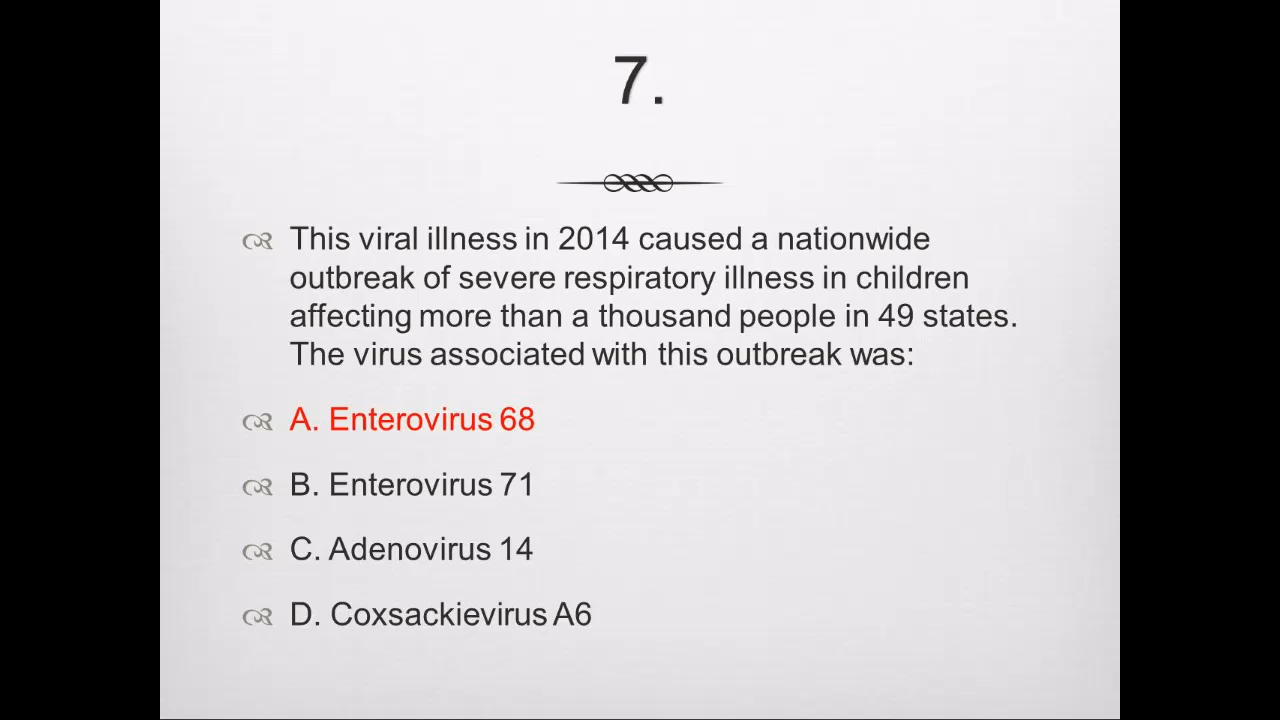 7.
This viral illness in 2014 caused a nationwide
outbreak of severe respiratory illness in children
affecting more than a thousand people in 49 states.
The virus associated with this outbreak was:
A. Enterovirus 68
B. Enterovirus 71
C. Adenovirus 14
D. Coxsackievirus A6